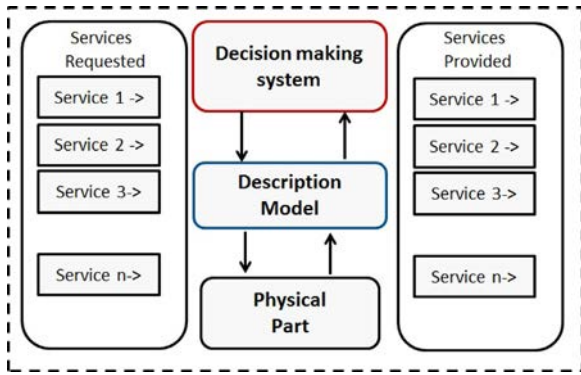 Services
Requested
Service 1 ->
Service 2 ->
Service 3->
Service n->
Decision making
system
Description
Model
Physical
Part
Services
Provided
Service 1 ->
Service 2 ->
Service 3->
Service n->